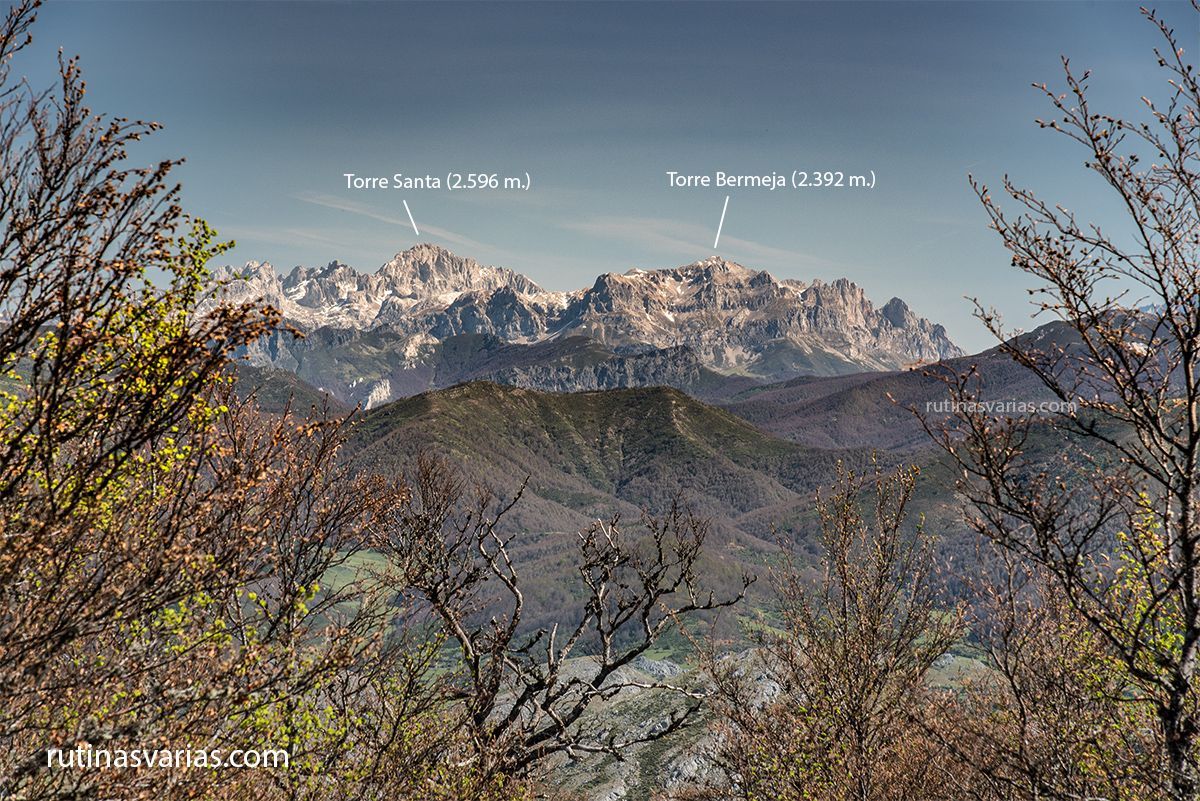 Torre Santa (2.596 m.)
Torre Bermeja (2.392 m.)
rutinasvarias.com
rutinasvarias.com